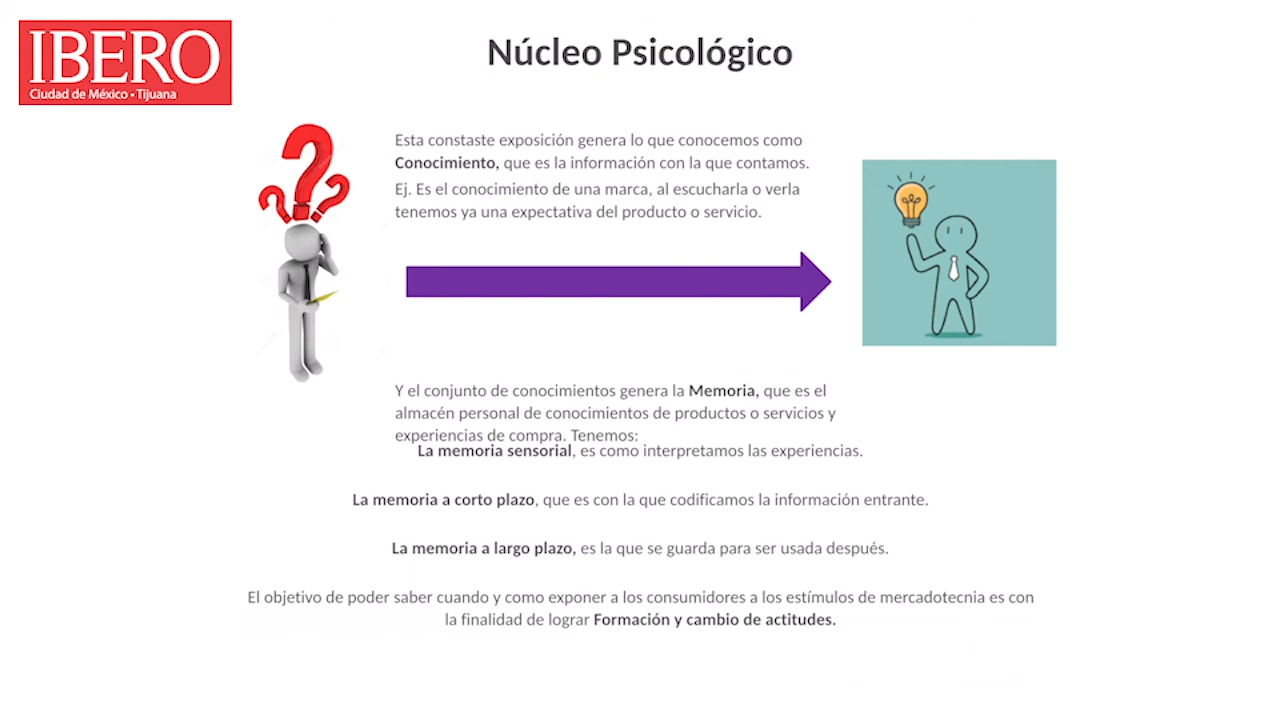 IBERO
Ciudad de México • Tijuana
Núcleo Psicológico
Esta constaste exposición genera lo que conocemos como
Conocimiento, que es la información con la que contamos.
Ej. Es el conocimiento de una marca, al escucharla o verla
tenemos ya una expectativa del producto o servicio.
Y el conjunto de conocimientos genera la Memoria, que es el
almacén personal de conocimientos de productos o servicios y
experiencias de compra. Tenemos:
La memoria sensorial, es como interpretamos las experiencias.
La memoria a corto plazo, que es con la que codificamos la información entrante.
La memoria a largo plazo, es la que se guarda para ser usada después.
El objetivo de poder saber cuando y como exponer a los consumidores a los estímulos de mercadotecnia es con
la finalidad de lograr Formación y cambio de actitudes.